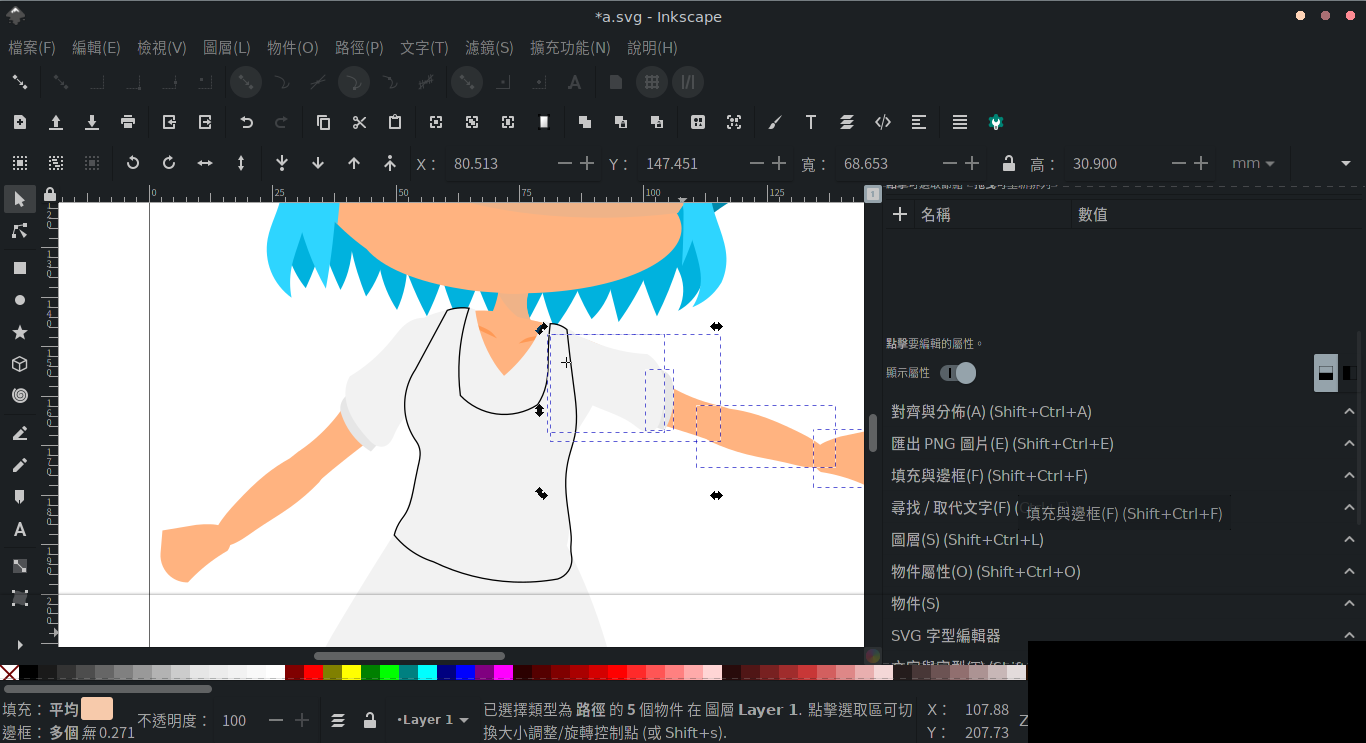 *a.svg - Inkscape
檔案(F) 編輯(E) 檢視(V) 圖層(L) 物件(O) 路徑(P) 文字(T) 濾鏡(S) 擴充功能(N) 說明(H)
X： 80.513 Y： 147.451 寬： 68.653 高： 30.900 mm
0 25 50 75 100 125
1
名稱 數值
點擊要編輯的屬性。
顯示屬性
對齊與分佈(A) (Shift+Ctrl+A)
匯出 PNG 圖片(E) (Shift+Ctrl+E)
填充與邊框(F) (Shift+Ctrl+F)
尋找 / 取代文字(F) (
填充與邊框(F) (Shift+Ctrl+F)
圖層(S) (Shift+Ctrl+L)
物件屬性(O) (Shift+Ctrl+O)
物件(S)
SVG 字型編輯器
填充： 平均
邊框： 多個 無 0.271
不透明度： 100
•Layer 1
已選擇類型為 路徑 的 5 個物件 在 圖層 Layer 1. 點擊選取區可切
換大小調整/旋轉控制點 (或 Shift+s).
X： 107.88
Y： 207.73
Z